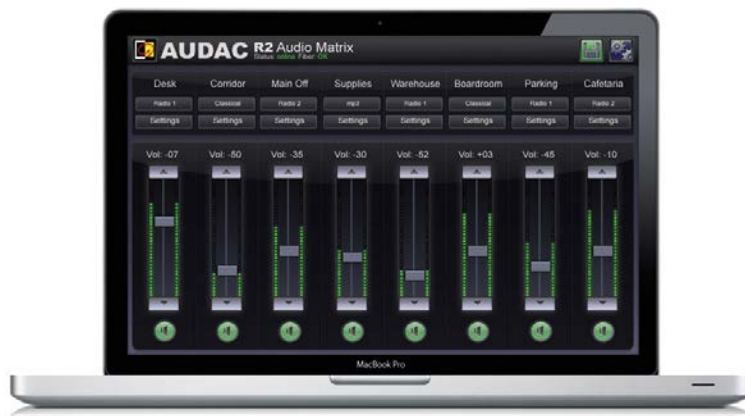 AUDAC R2 Audio Matrix
Status: online Fiber: OK
Desk Corridor Main Off Supplies Warehouse Boardroom Parking Cafetaria
Radio 1 Classical Radio 2 mp3 Radio 1 Classical Radio 1 Radio 2
Settings Settings Settings Settings Settings Settings Settings Settings
Vol: -07 Vol: -50 Vol: -35 Vol: -30 Vol: -52 Vol: +03 Vol: -45 Vol: -10
MacBook Pro